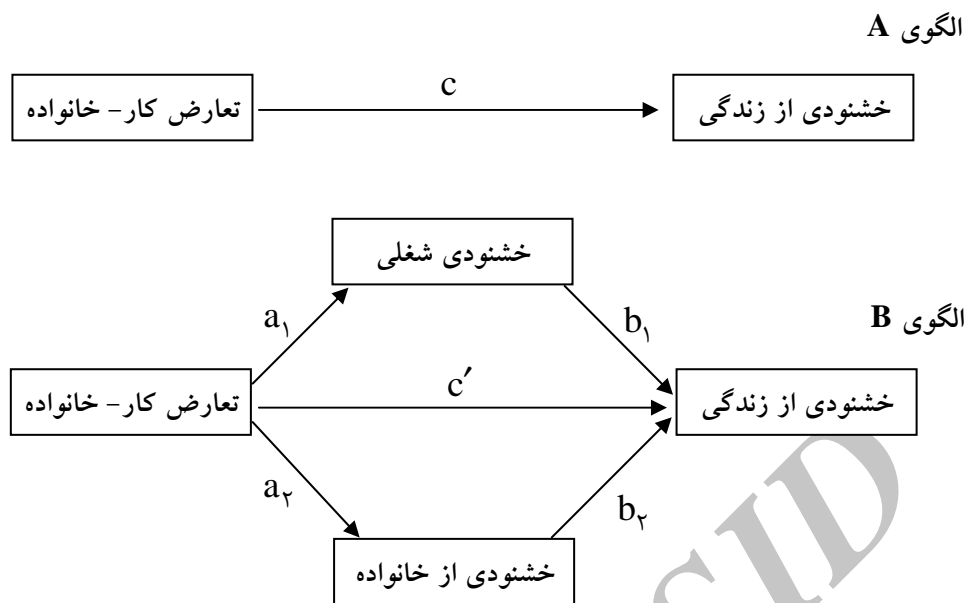 الگوی A
تعارض کار- خانواده
c
خشنودی از زندگی
خشنودی شغلی
a۱
b۱
الگوی B
تعارض کار- خانواده
c′
خشنودی از زندگی
a۲
b۲
خشنودی از خانواده
SID